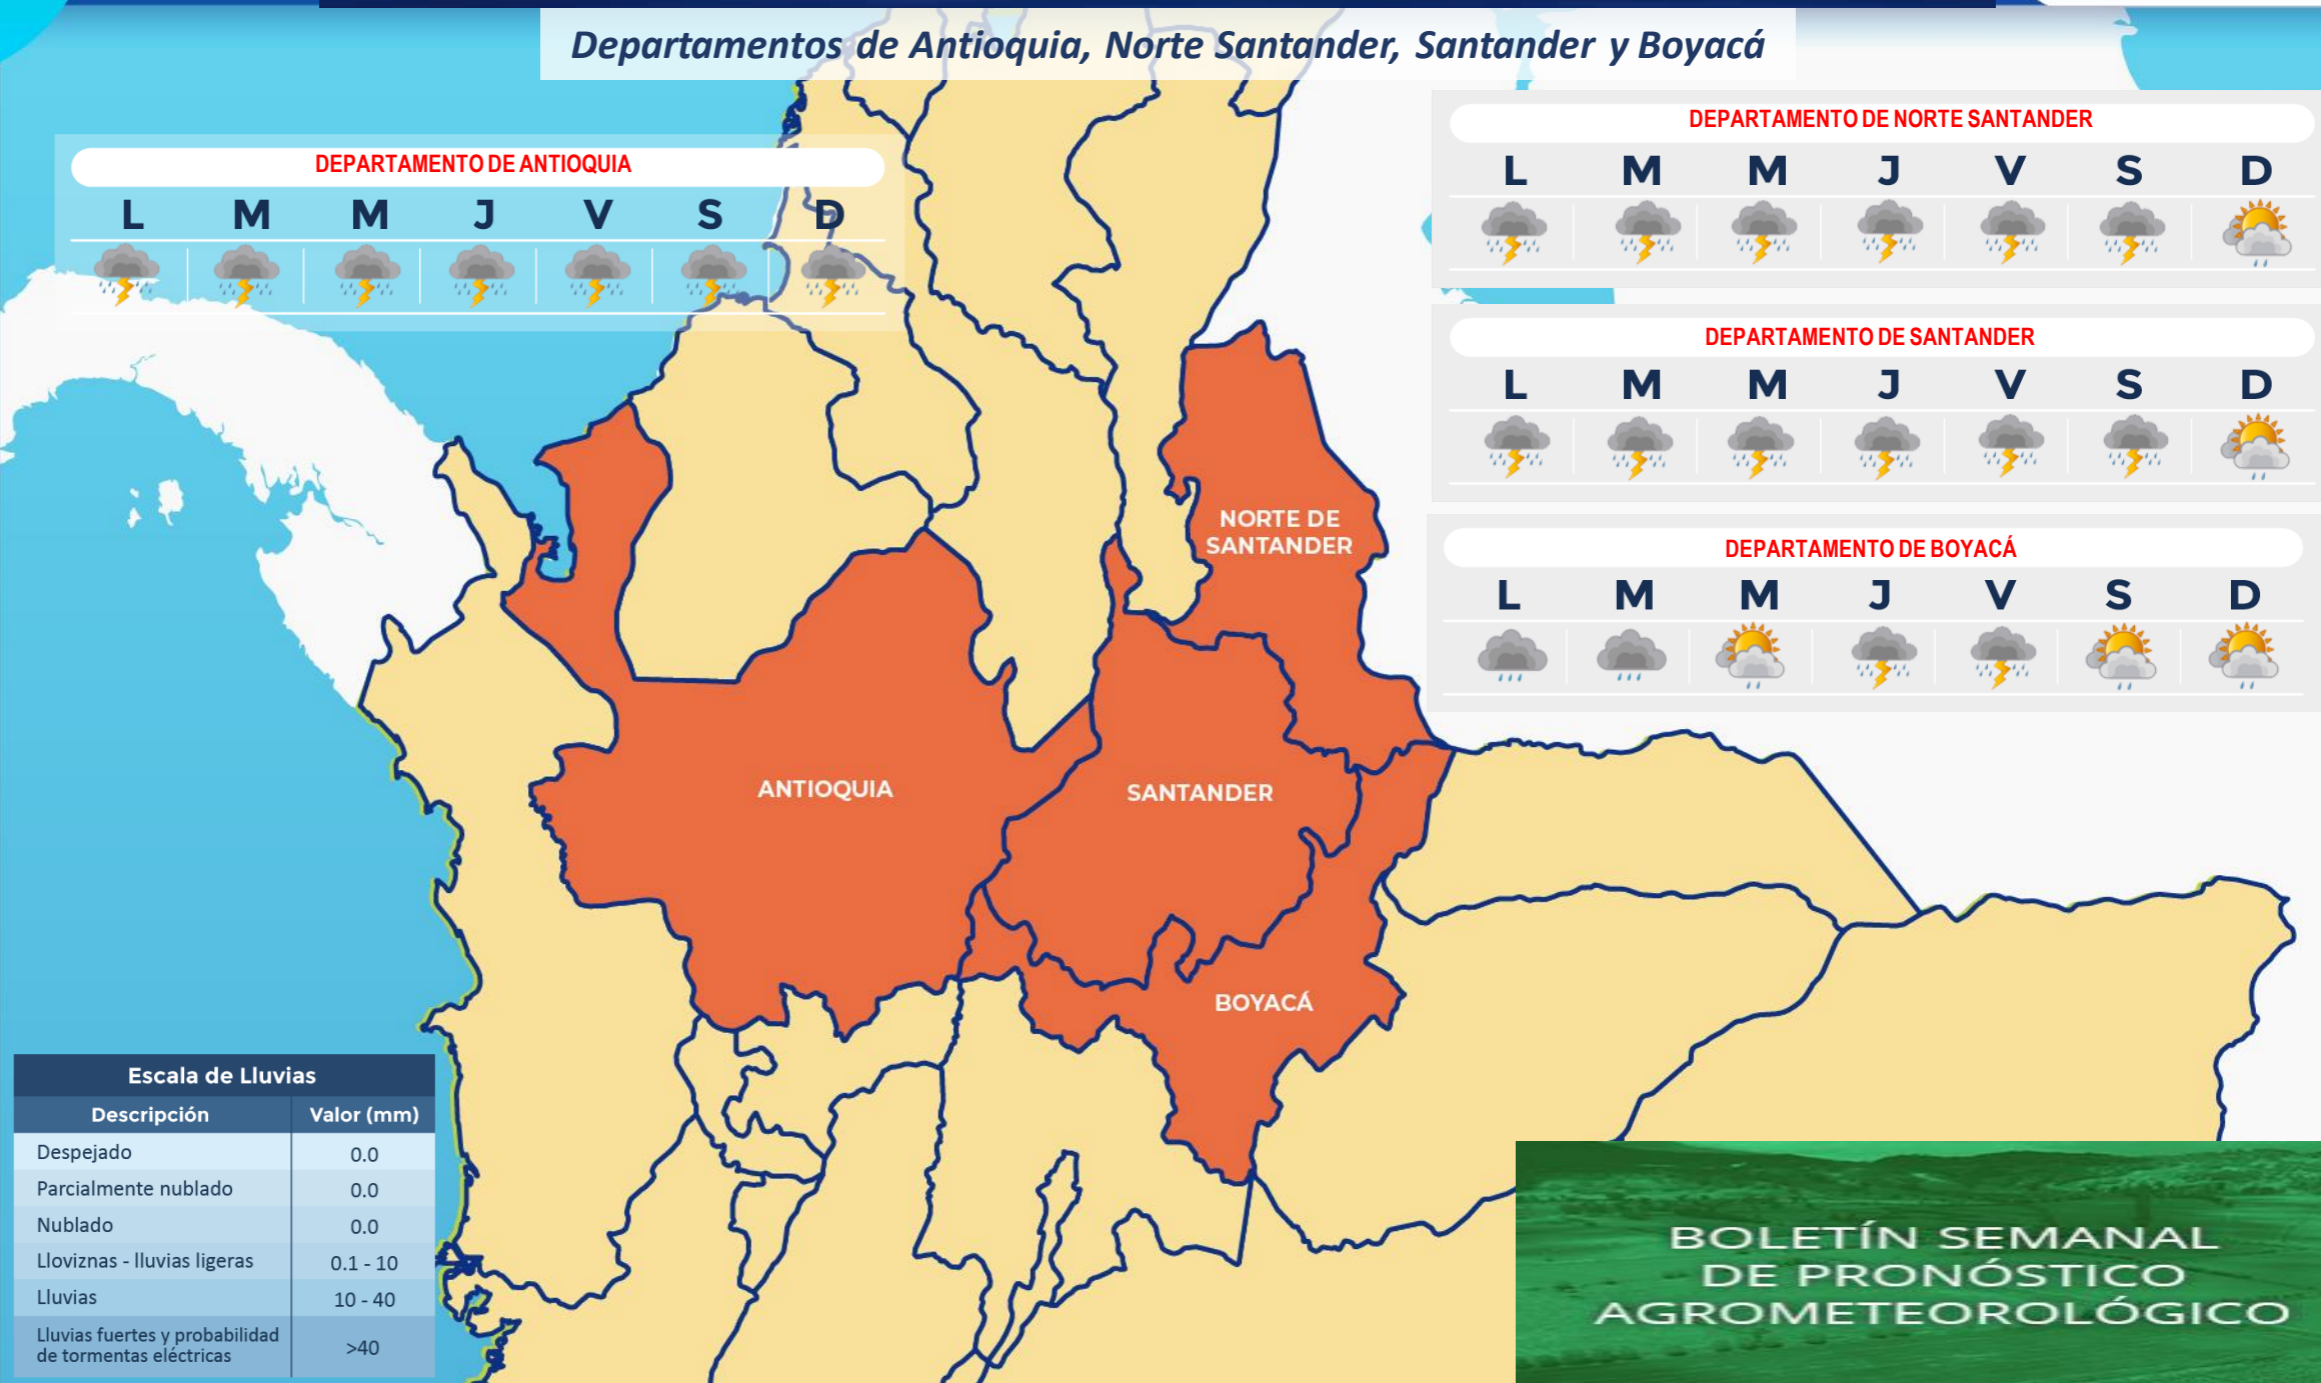 Departamentos de Antioquia, Norte Santander, Santander y Boyacá
DEPARTAMENTO DE ANTIOQUIA
L M M J V S D
DEPARTAMENTO DE NORTE SANTANDER
L M M J V S D
DEPARTAMENTO DE SANTANDER
L M M J V S D
DEPARTAMENTO DE BOYACÁ
L M M J V S D
NORTE DE
SANTANDER
ANTIOQUIA
SANTANDER
BOYACÁ
Escala de Lluvias
Descripción Valor (mm)
Despejado 0.0
Parcialmente nublado 0.0
Nublado 0.0
Lloviznas - lluvias ligeras 0.1 - 10
Lluvias 10 - 40
Lluvias fuertes y probabilidad
de tormentas eléctricas >40
BOLETÍN SEMANAL
DE PRONÓSTICO
AGROMETEOROLÓGICO